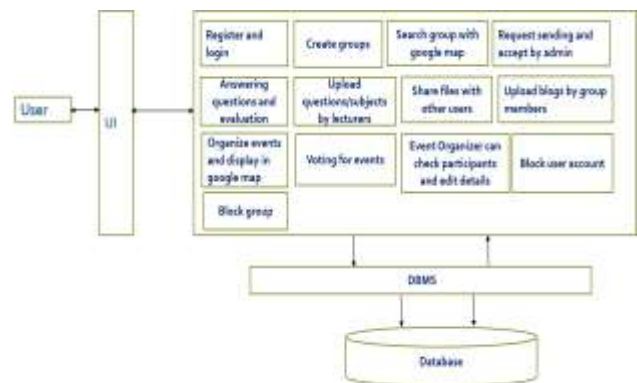 Register and
login
Create groups
Search group with
google map
Request sending and
accept by admin
Answering
questions and
evaluation
Upload
questions/subjects
by lecturers
Share files with
other users
Upload blogs by group
members
User
UI
Organize events
and display in
google map
Voting for events
Event Organizer can
check participants
and edit details
Block user account
Block group
DBMS
Database